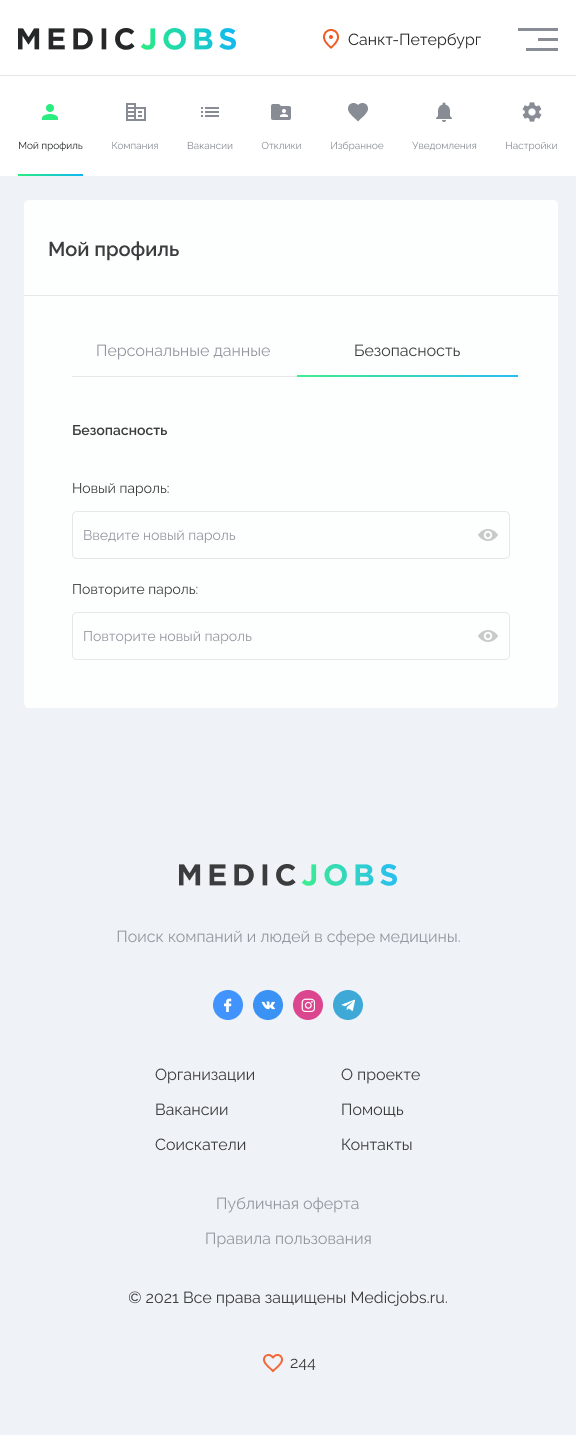 MEDICJOBS
Санкт-Петербург
Мой профиль
Компания
Вакансии
Отклики
Избранное
Уведомления
Настройки
Мой профиль
Персональные данные
Безопасность
Безопасность
Новый пароль:
Введите новый пароль
Повторите пароль:
Повторите новый пароль
MEDICJOBS
Поиск компаний и людей в сфере медицины.
Организации
О проекте
Вакансии
Помощь
Соискатели
Контакты
Публичная оферта
Правила пользования
© 2021 Все права защищены Medicjobs.ru.
244